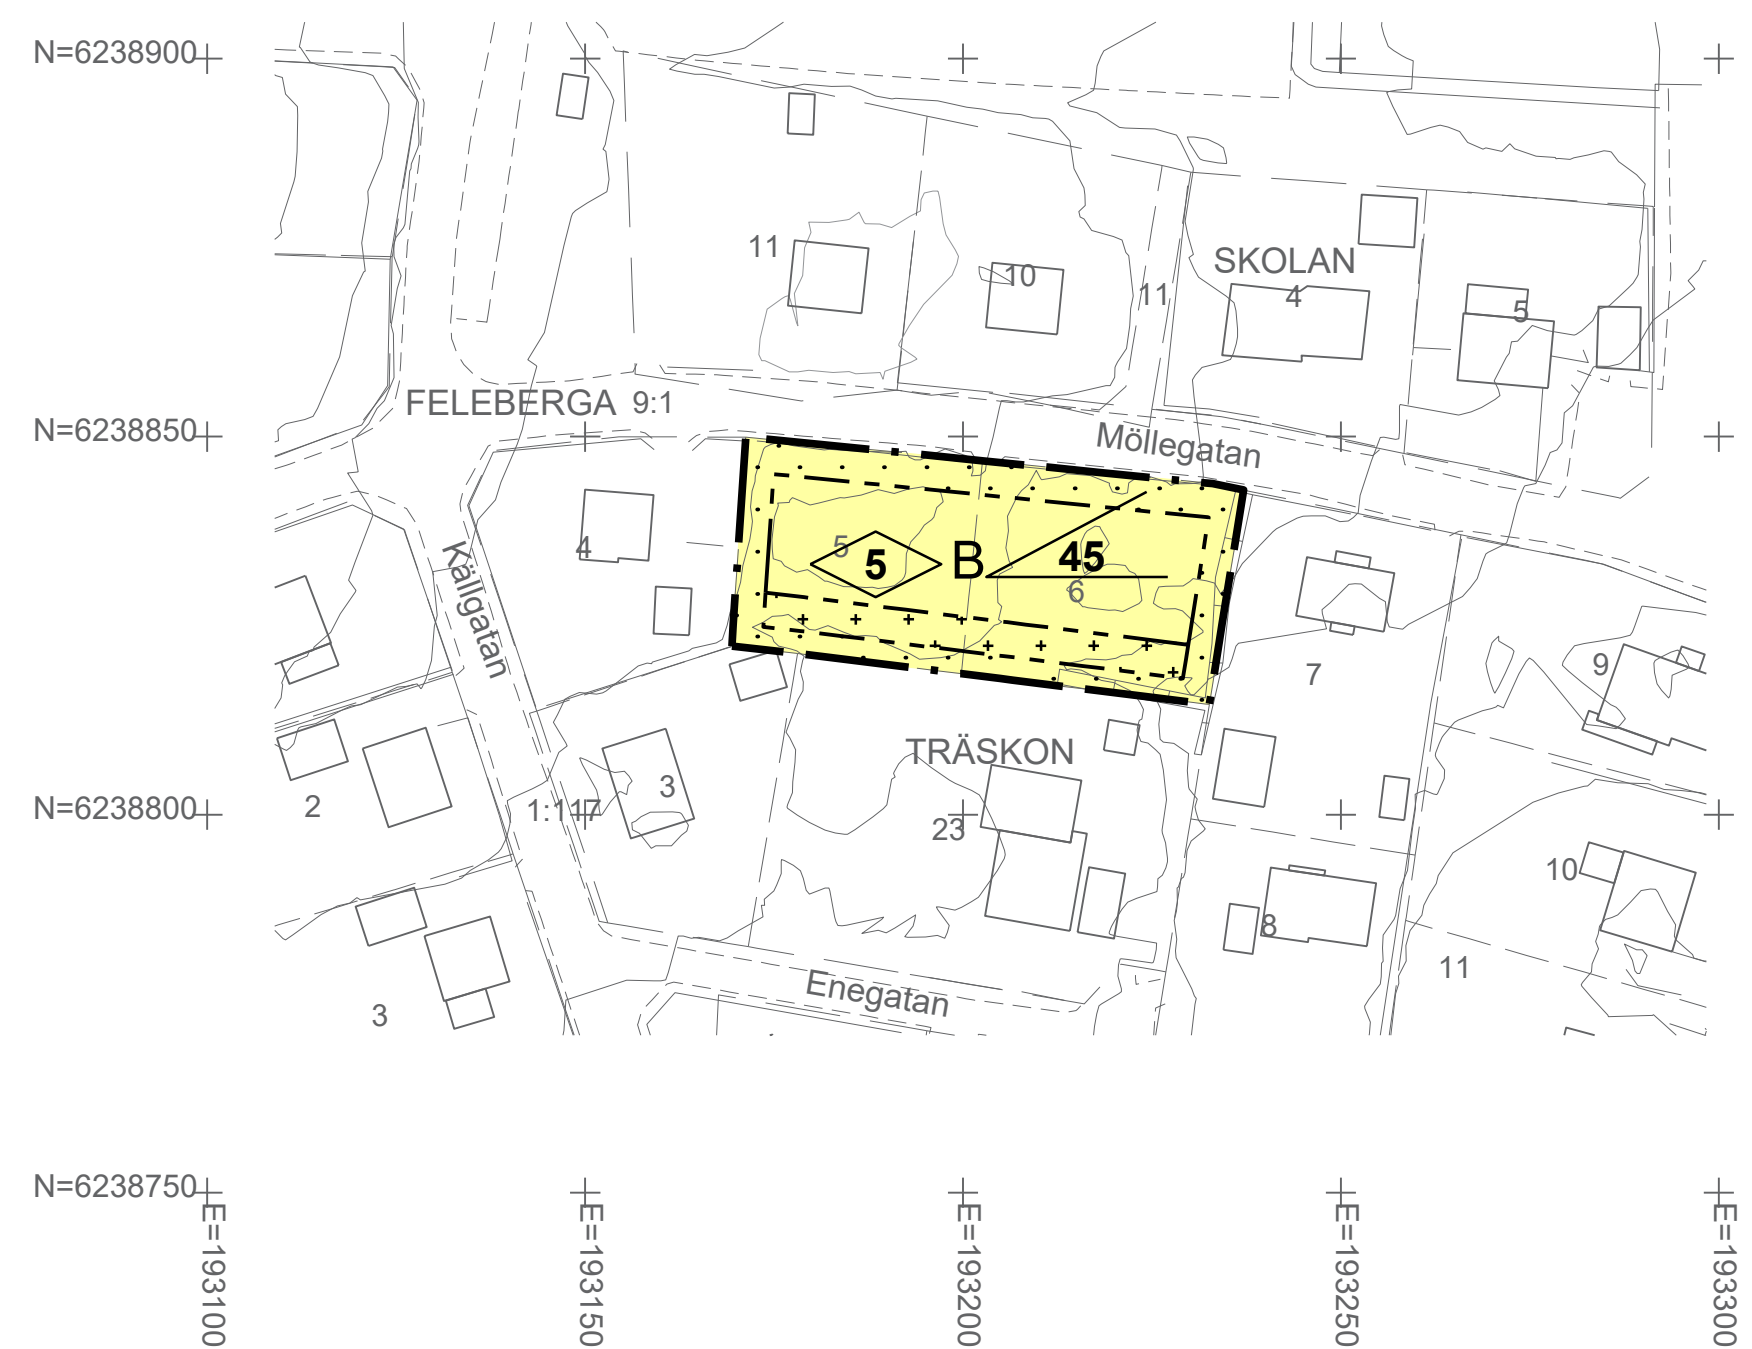 N=6238900
11
10
11
SKOLAN
4
5
FELEBERGA 9:1
N=6238850
Möllegatan
4
Källgatan
5
5
B
45
6
7
9
TRÄSKON
2
1:117
3
23
N=6238800
10
8
11
3
Enegatan
N=6238750
E=193100
E=193150
E=193200
E=193250
E=193300